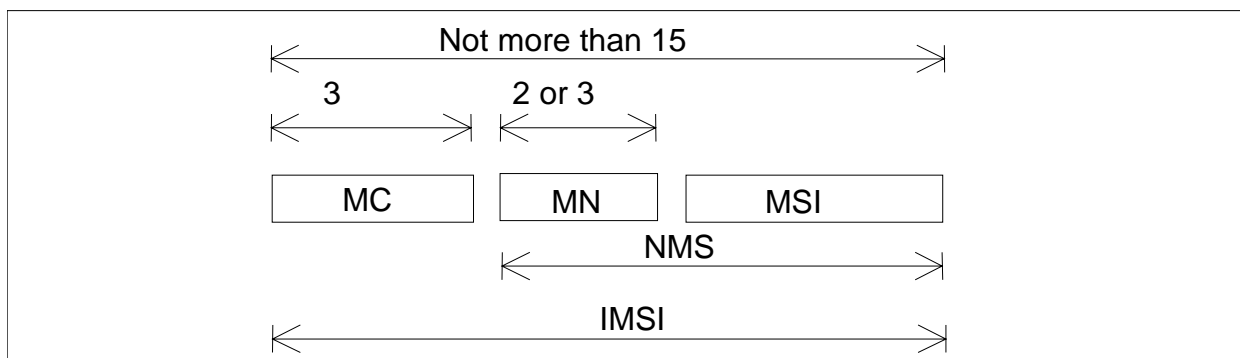 Not more than 15
3 2 or 3
MC MN MSI
NMS
IMSI